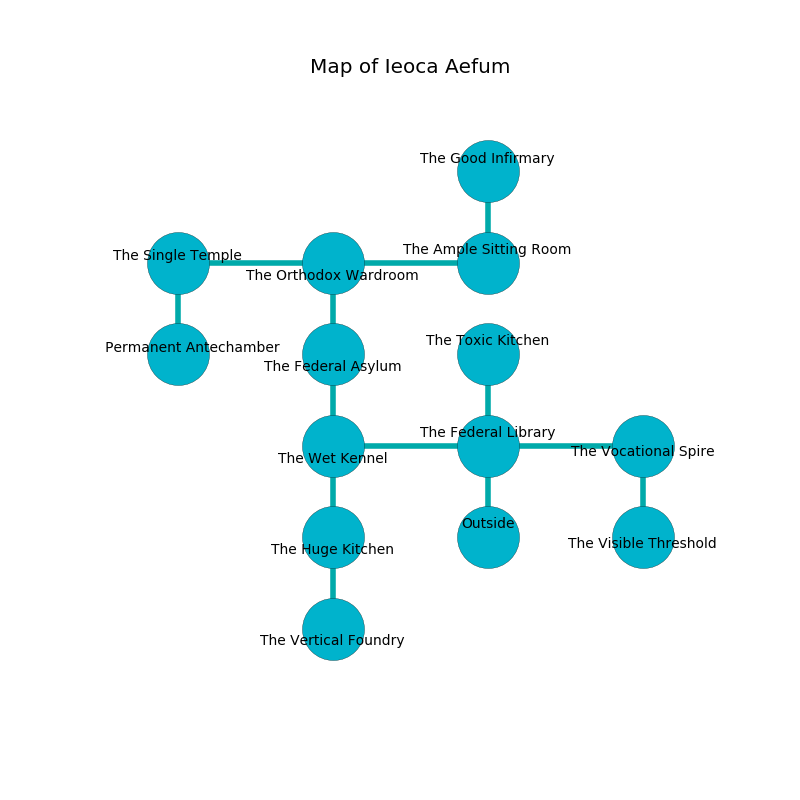 Map of Ieoca Aefum
The Good Infirmary
The Ample Sitting Room
The Single Temple
The Orthodox Wardroom
The Toxic Kitchen
Permanent Antechamber
The Federal Asylum
The Federal Library
The Vocational Spire
The Wet Kennel
Outside
The Visible Threshold
The Huge Kitchen
The Vertical Foundry